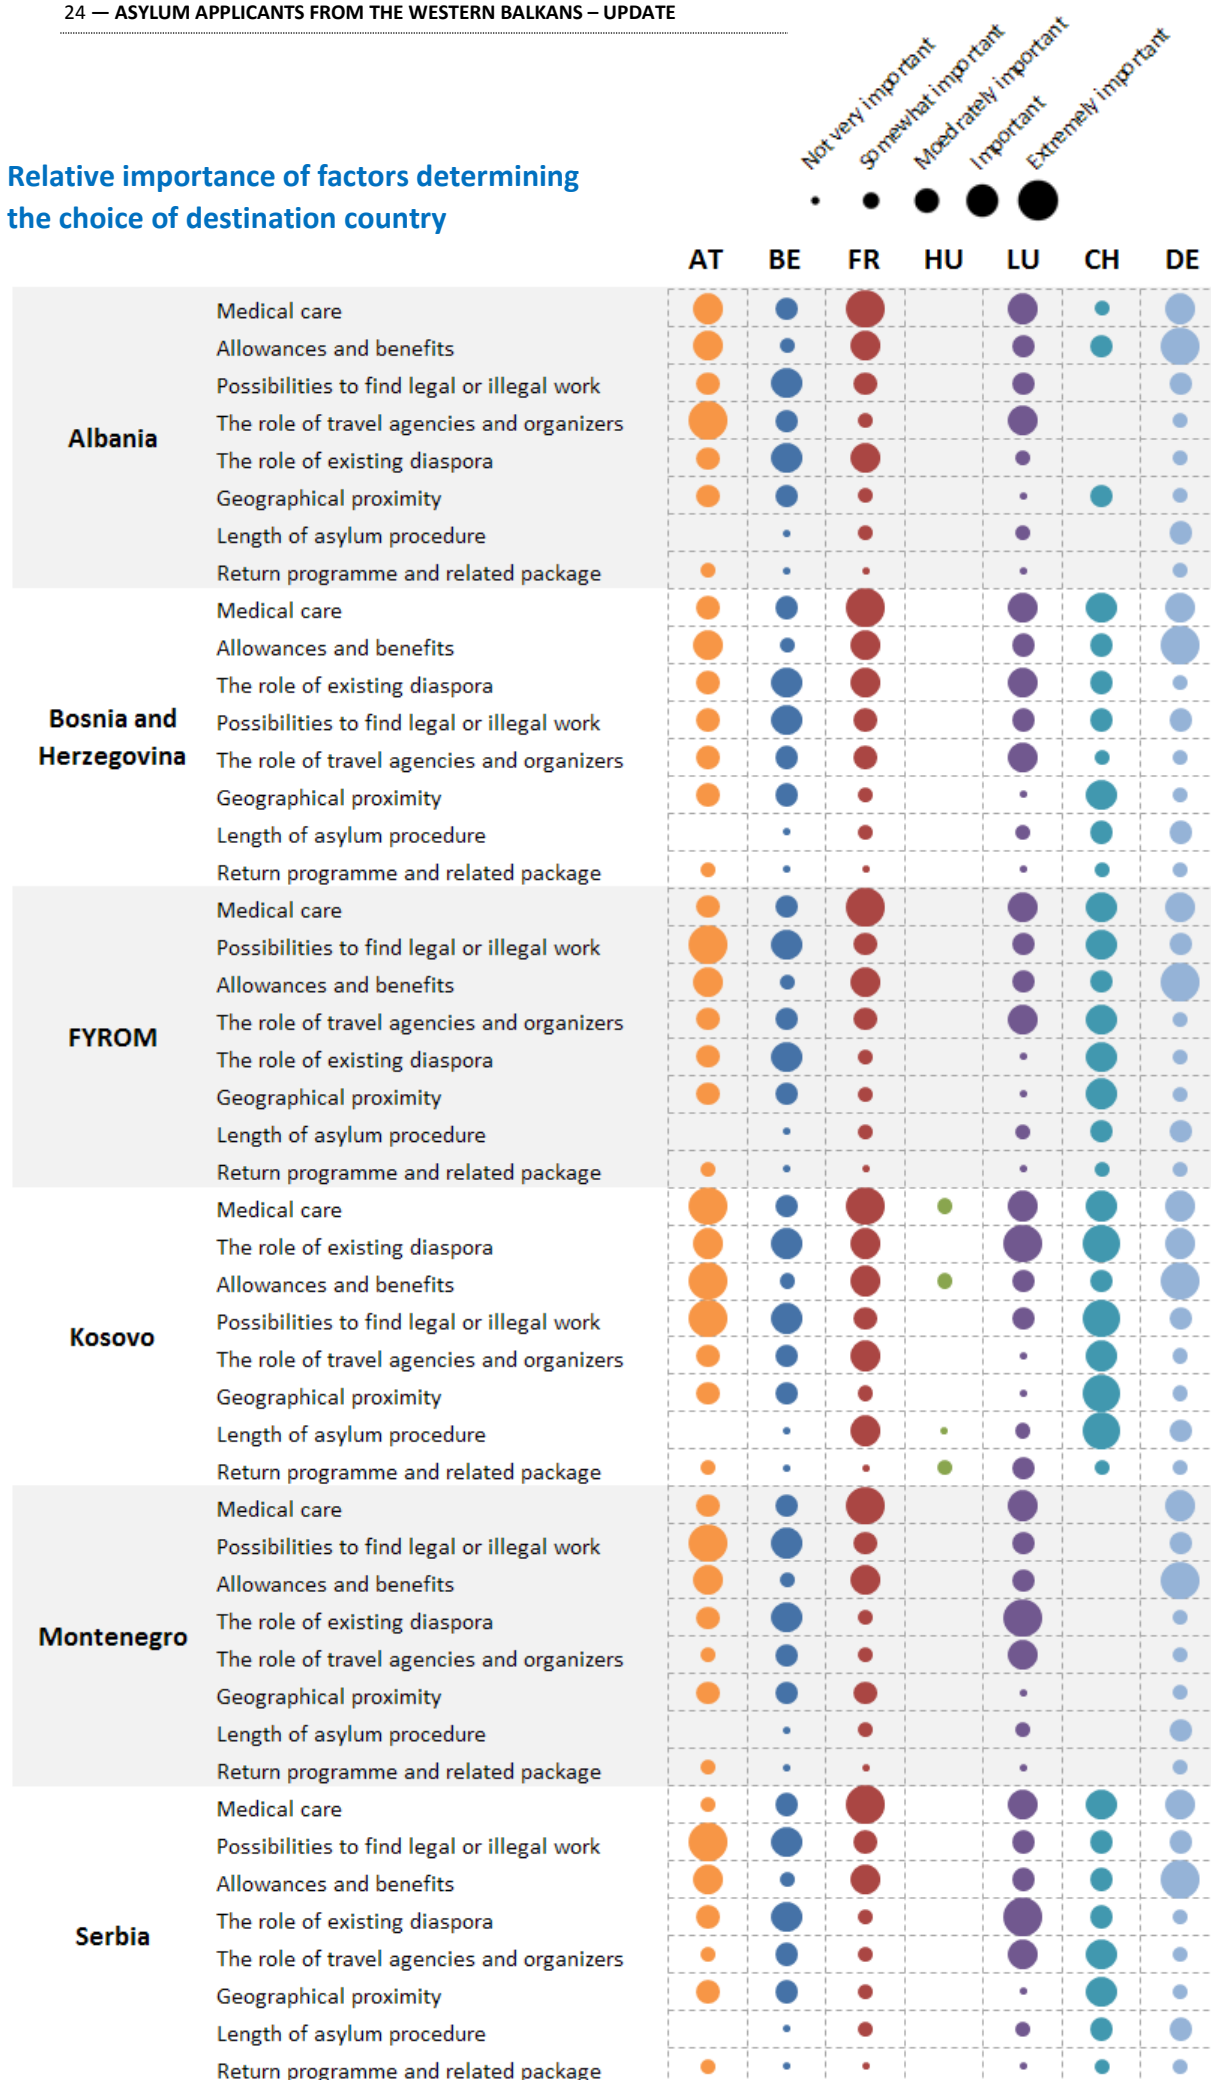 24 — ASYLUM APPLICANTS FROM THE WESTERN BALKANS – UPDATE
Not very important
Somewhat important
Moedrately important
Important
Extremely important
Relative importance of factors determining
the choice of destination country
AT BE FR HU LU CH DE
Albania
Medical care
Allowances and benefits
Possibilities to find legal or illegal work
The role of travel agencies and organizers
The role of existing diaspora
Geographical proximity
Length of asylum procedure
Return programme and related package
Bosnia and
Herzegovina
Medical care
Allowances and benefits
The role of existing diaspora
Possibilities to find legal or illegal work
The role of travel agencies and organizers
Geographical proximity
Length of asylum procedure
Return programme and related package
FYROM
Medical care
Possibilities to find legal or illegal work
Allowances and benefits
The role of travel agencies and organizers
The role of existing diaspora
Geographical proximity
Length of asylum procedure
Return programme and related package
Kosovo
Medical care
The role of existing diaspora
Allowances and benefits
Possibilities to find legal or illegal work
The role of travel agencies and organizers
Geographical proximity
Length of asylum procedure
Return programme and related package
Montenegro
Medical care
Possibilities to find legal or illegal work
Allowances and benefits
The role of existing diaspora
The role of travel agencies and organizers
Geographical proximity
Length of asylum procedure
Return programme and related package
Serbia
Medical care
Possibilities to find legal or illegal work
Allowances and benefits
The role of existing diaspora
The role of travel agencies and organizers
Geographical proximity
Length of asylum procedure
Return programme and related package